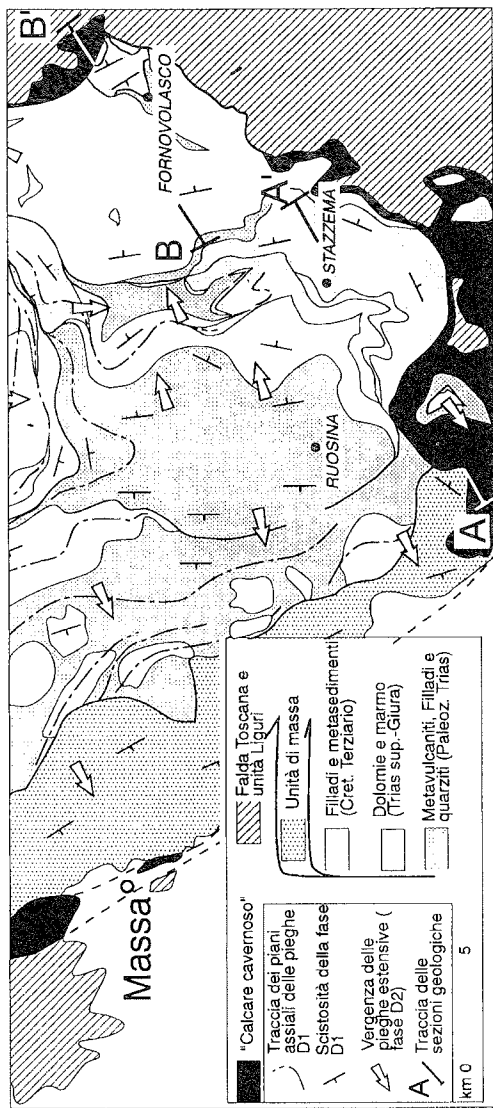 B'
FORNOVOLASCO
B
A'
STAZZEMA
RUOSINA
A
Massa
"Calcare cavernoso"
Traccia dei piani
assiali delle pieghe
D1
Scistosità della fase
D1
Vergenza delle
pieghe estensive (
fase D2)
A
Traccia delle
sezioni geologiche
km 0
5
Falda Toscana e
unità Liguri
Unità di massa
Filladi e metasedimenti
(Cret. Terziario)
Dolomie e marmo
(Trias sup.-Giura)
Metavulcaniti, Filladi e
quarziti (Paleoz. Trias)